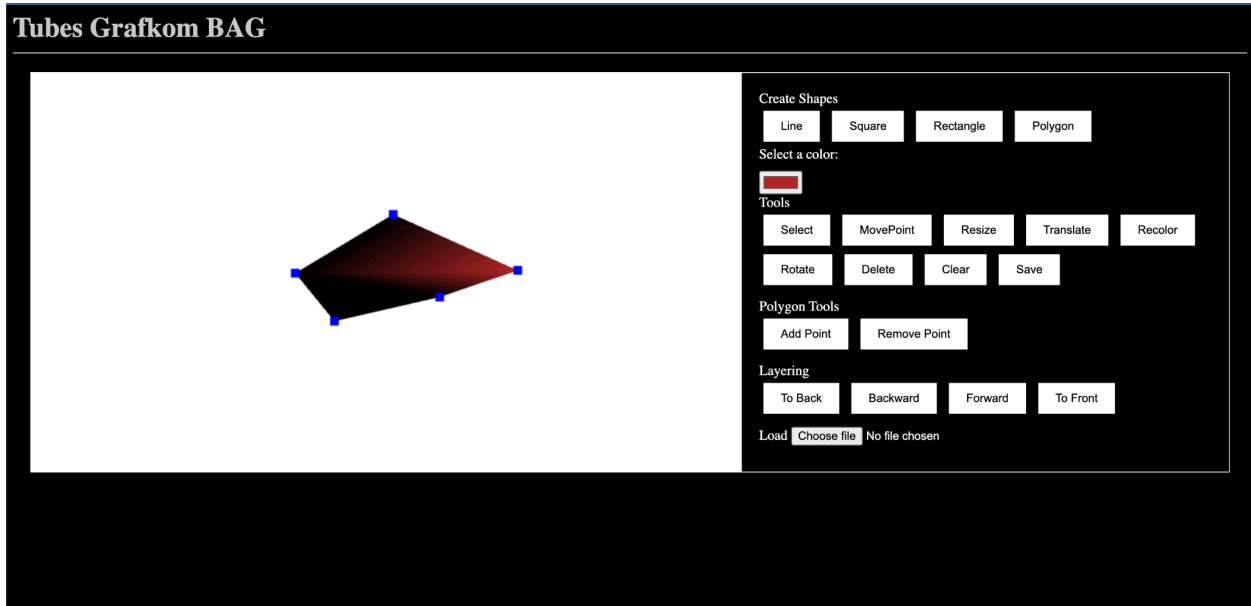 Tubes Grafkom BAG
Create Shapes
Line Square Rectangle Polygon
Select a color:
Tools
Select MovePoint Resize Translate Recolor
Rotate Delete Clear Save
Polygon Tools
Add Point Remove Point
Layering
To Back Backward Forward To Front
Load Choose file No file chosen